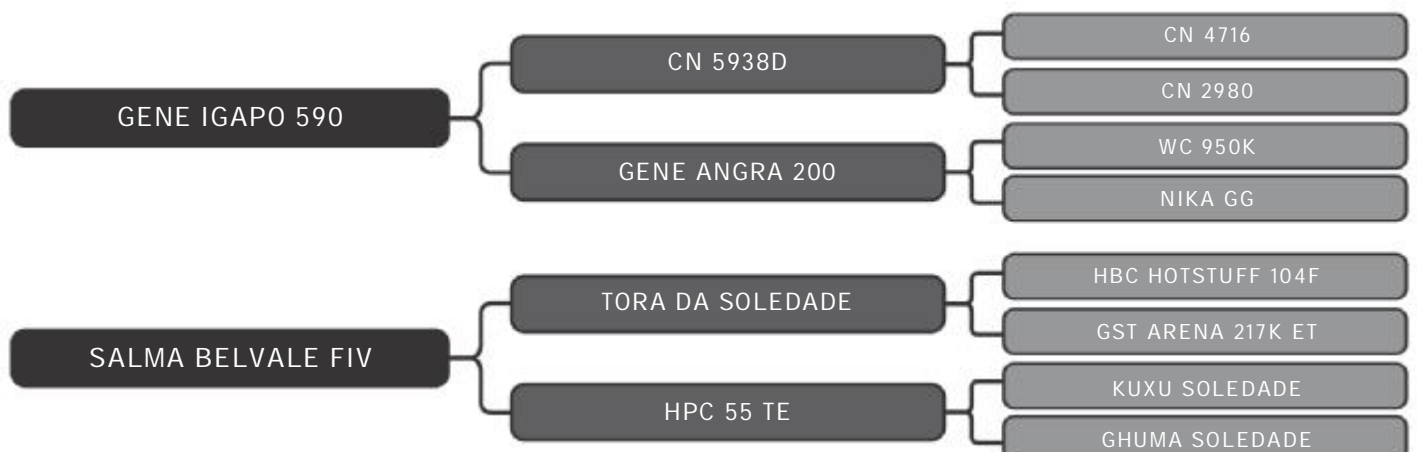 CN 4716
CN 5938D
CN 2980
GENE IGAPO 590
WC 950K
GENE ANGRA 200
NIKA GG
HBC HOTSTUFF 104F
TORA DA SOLEDADE
GST ARENA 217K ET
SALMA BELVALE FIV
KUXU SOLEDADE
HPC 55 TE
GHUMA SOLEDADE